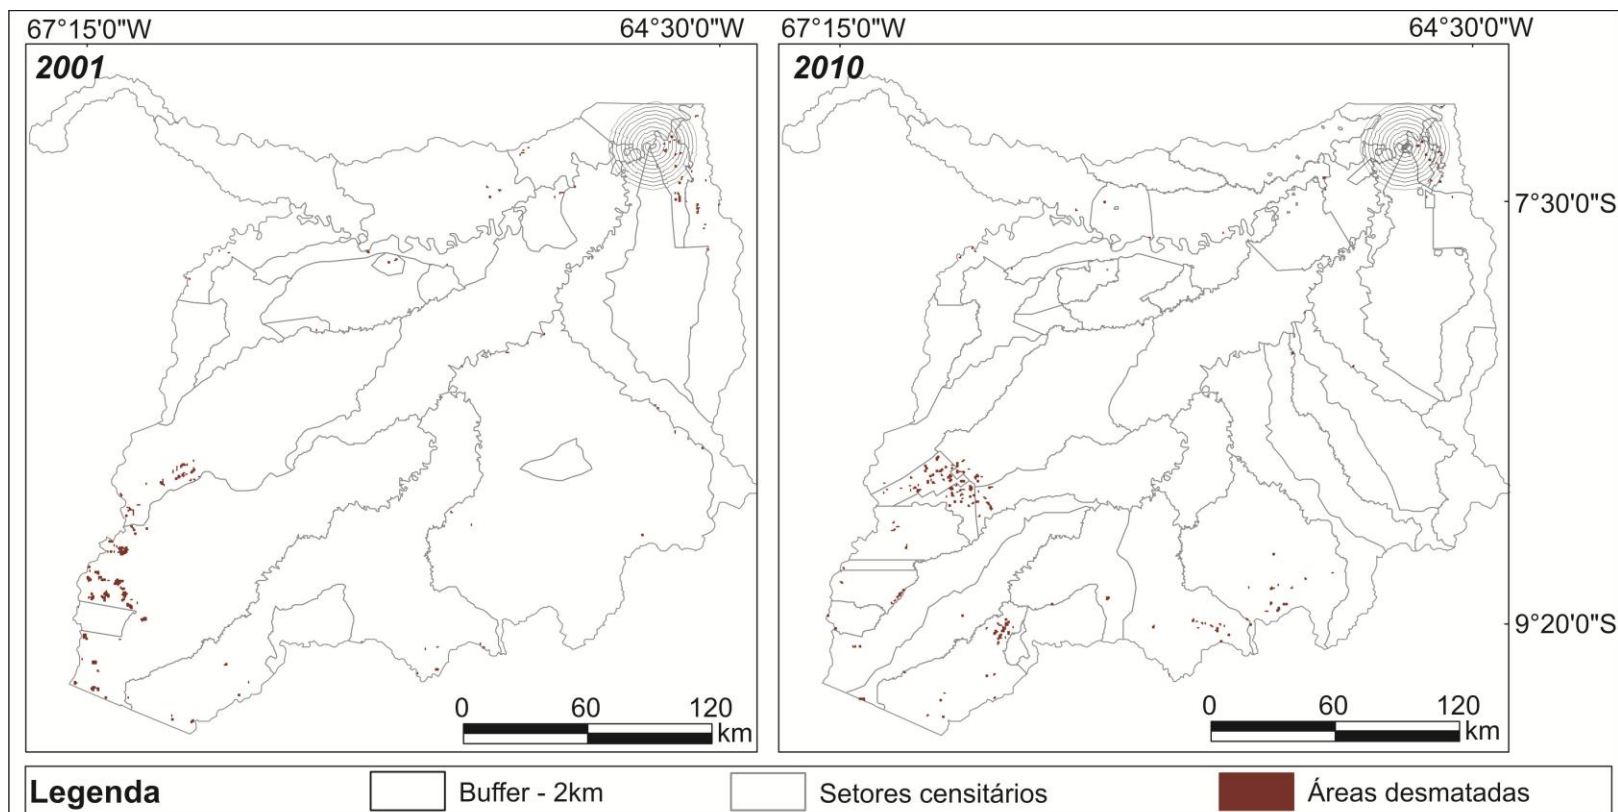 67°15'0"W 64°30'0"W 67°15'0"W 64°30'0"W
2001 2010
7°30'0"S
9°20'0"S
0 60 120 0 60 120
km km
Legenda Buffer - 2km Setores censitários Áreas desmatadas